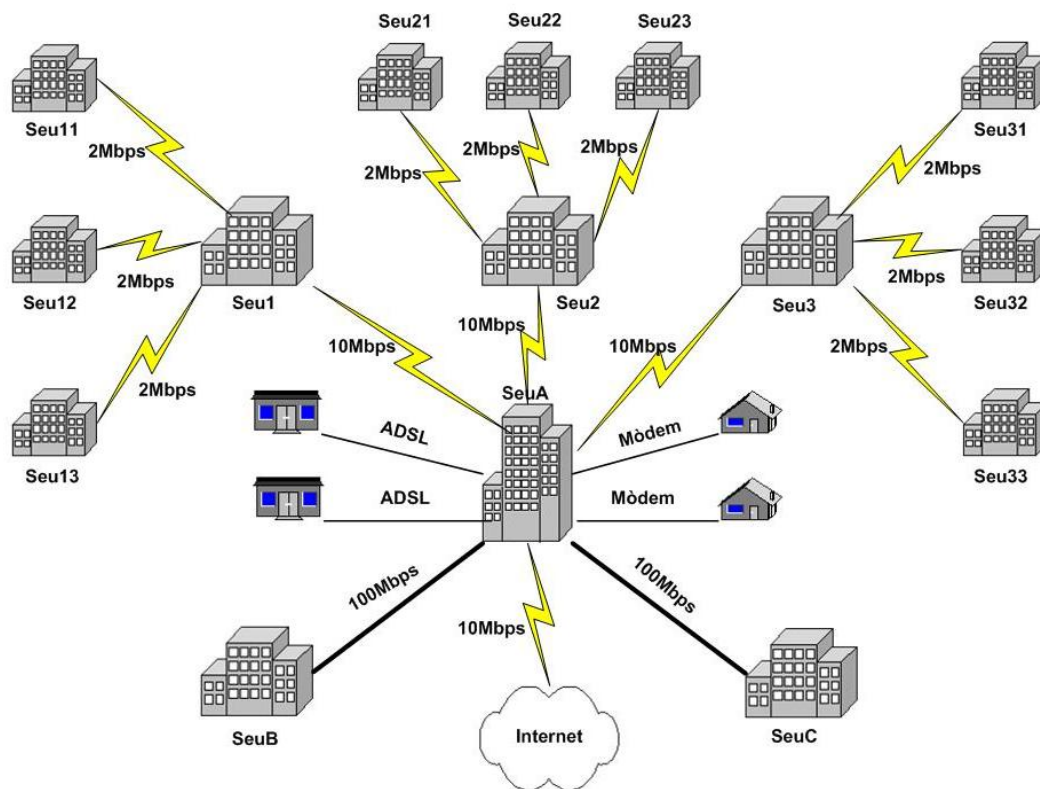 Seu21
Seu22
Seu23
Seu11
Seu31
2Mbps
2Mbps
2Mbps
2Mbps
2Mbps
Seu12
2Mbps
Seu1
Seu2
Seu3
2Mbps
Seu32
10Mbps
10Mbps
10Mbps
2Mbps
2Mbps
SeuA
Seu13
ADSL
Mòdem
Seu33
ADSL
Mòdem
100Mbps
100Mbps
10Mbps
SeuB
Internet
SeuC